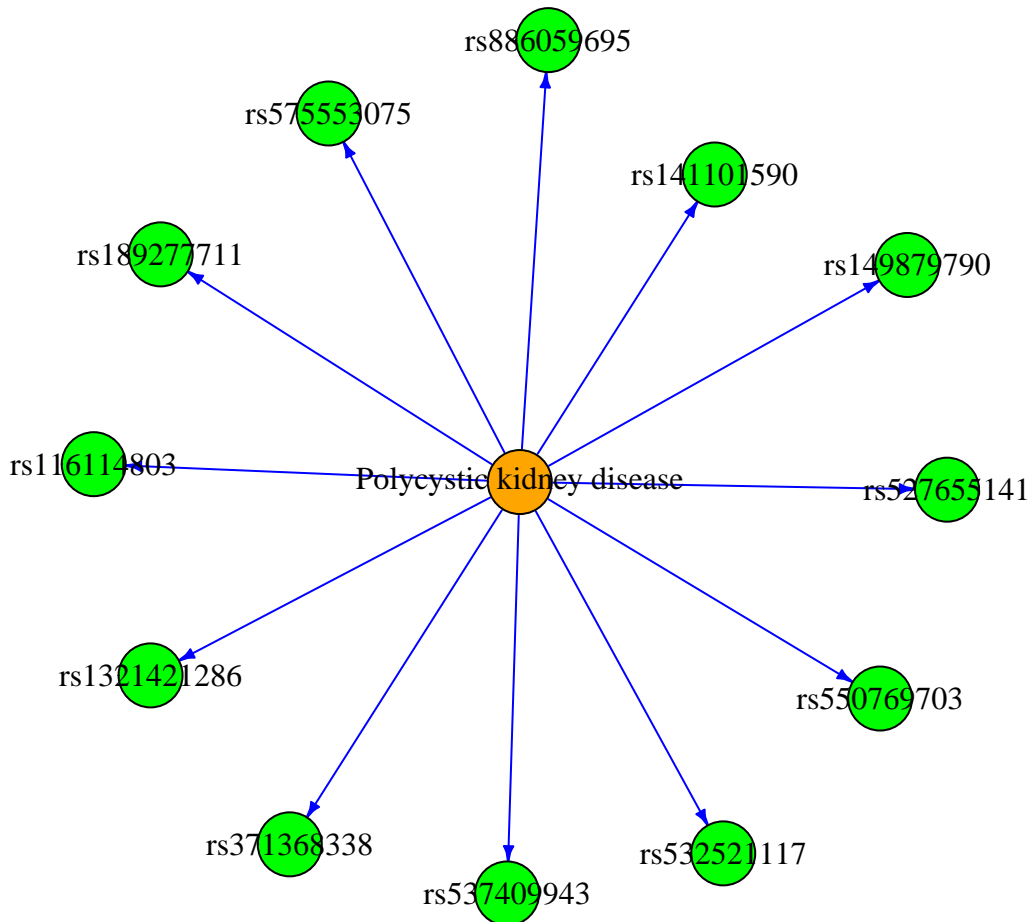 rs886059695
rs575553075
rs141101590
rs189277711
rs149879790
rs116114803
Polycystic kidney disease
rs527655141
rs1321421286
rs550769703
rs371368338
rs532521117
rs537409943